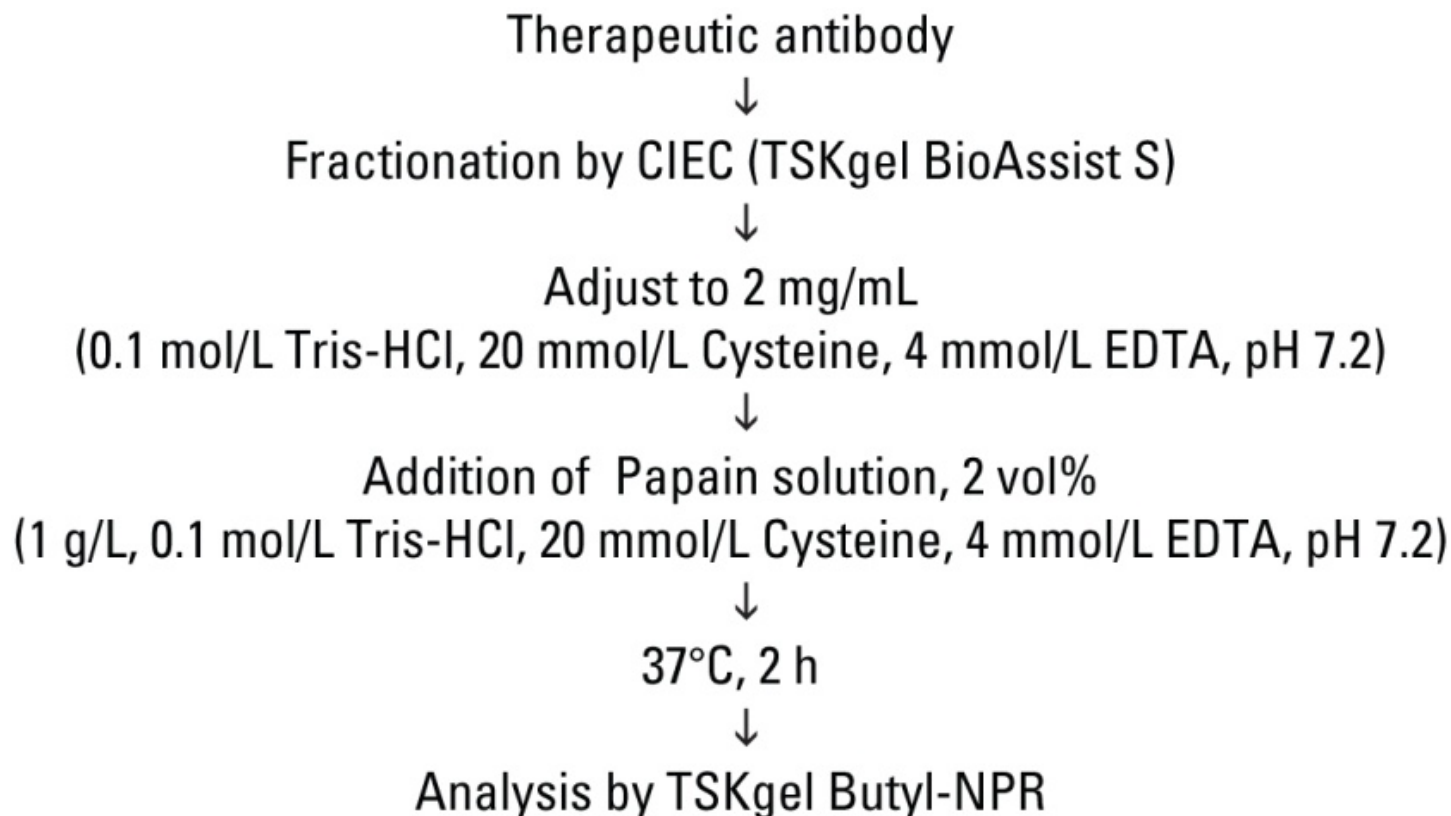 Therapeutic antibody
↓
Fractionation by CIEC (TSKgel BioAssist S)
↓
Adjust to 2 mg/mL
(0.1 mol/L Tris-HCl, 20 mmol/L Cysteine, 4 mmol/L EDTA, pH 7.2)
↓
Addition of  Papain solution, 2 vol%
(1 g/L, 0.1 mol/L Tris-HCl, 20 mmol/L Cysteine, 4 mmol/L EDTA, pH 7.2)
↓
37°C, 2 h
↓
Analysis by TSKgel Butyl-NPR